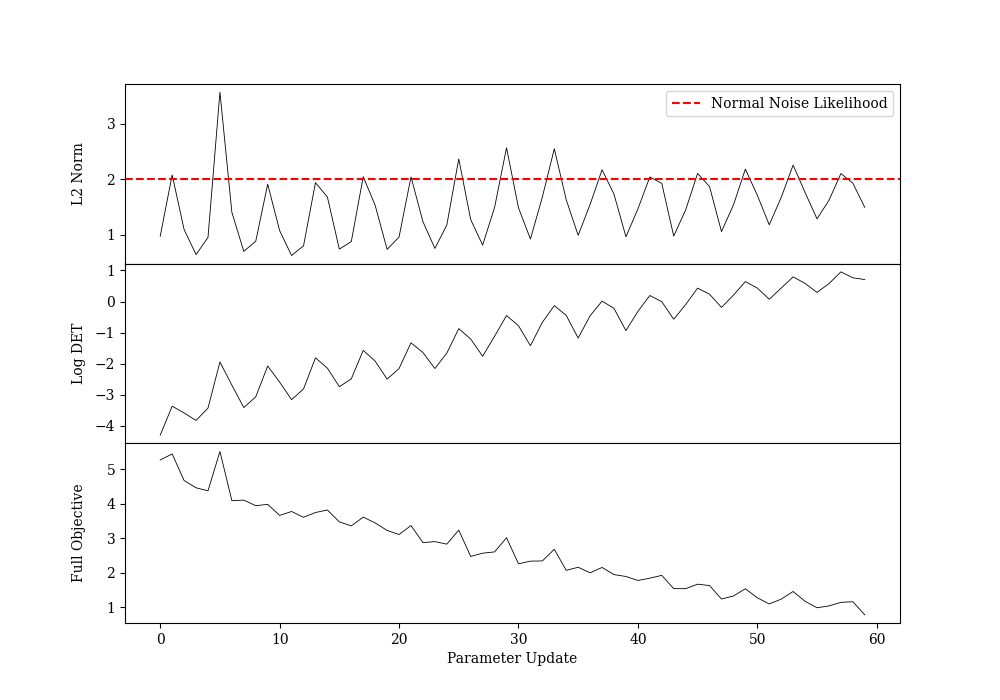 Normal Noise Likelihood
L2 Norm
3
2
1
Log DET
1
0
−1
−2
−3
−4
Full Objective
5
4
3
2
1
0 10 20 30 40 50 60
Parameter Update